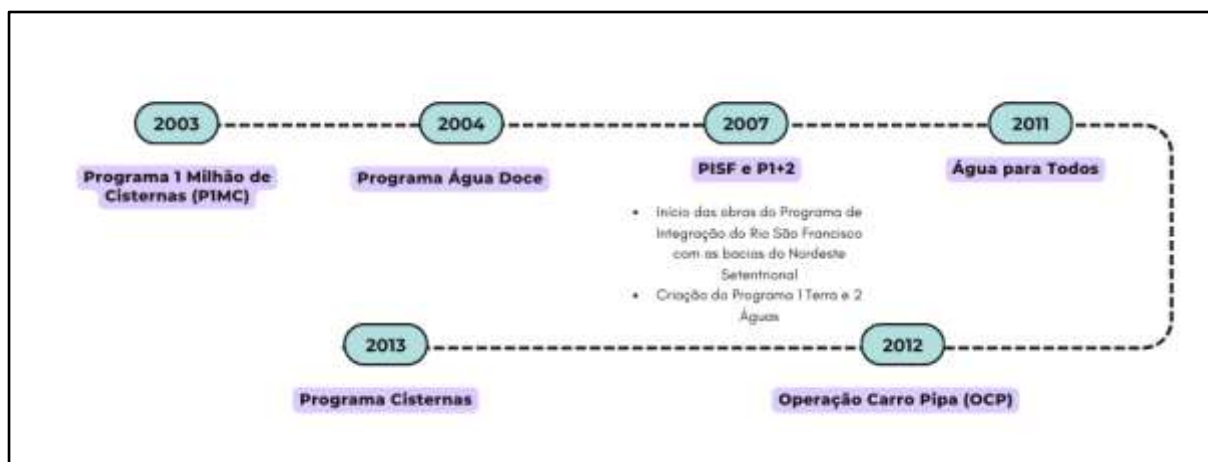 2003
2004
2007
2011
Programa 1 Milhão de
Cisternas (P1MC)
Programa Água Doce
PISF e P1+2
Água para Todos
• Início das obras do Programa de
Integração do Rio São Francisco
com as bacias do Nordeste
Setentrional
• Criação do Programa 1 Terra e 2
Águas
2013
2012
Programa Cisternas
Operação Carro Pipa (OCP)